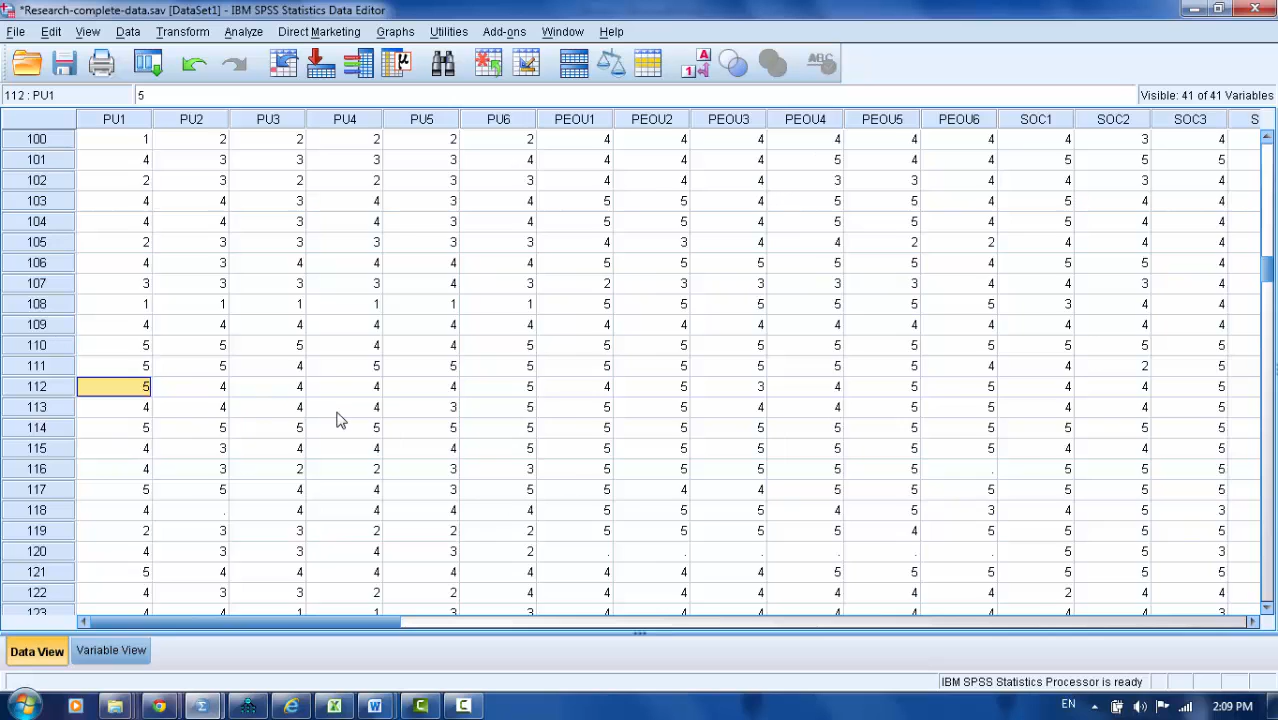 *Research-complete-data.sav [DataSet1] - IBM SPSS Statistics Data Editor
File Edit View Data Transform Analyze Direct Marketing Graphs Utilities Add-ons Window Help
112 : PU1 5 Visible: 41 of 41 Variables
PU1 PU2 PU3 PU4 PU5 PU6 PEOU1 PEOU2 PEOU3 PEOU4 PEOU5 PEOU6 SOC1 SOC2 SOC3 S
100 1 2 2 2 2 2 4 4 4 4 4 4 4 3 4
101 4 3 3 3 3 4 4 4 4 5 4 4 5 5 5
102 2 3 2 2 3 3 4 4 4 3 3 4 4 3 4
103 4 4 3 4 3 4 5 5 4 5 5 4 5 4 4
104 4 4 3 4 3 4 5 5 4 5 5 4 5 4 4
105 2 3 3 3 3 3 4 3 4 4 2 2 4 4 4
106 4 3 4 4 4 4 5 5 5 5 5 4 5 4 4
107 3 3 3 3 4 3 2 3 3 3 3 4 4 3 4
108 1 1 1 1 1 1 5 5 5 5 5 5 3 4 4
109 4 4 4 4 4 4 4 4 4 4 4 4 4 4 4
110 5 5 5 4 4 5 5 5 5 5 5 5 5 5 5
111 5 5 4 5 5 5 5 5 5 5 5 4 4 2 5
112 5 4 4 4 4 5 4 5 3 4 5 5 4 4 5
113 4 4 4 4 3 5 5 5 4 4 5 5 4 4 5
114 5 5 5 5 5 5 5 5 5 5 5 5 5 5 5
115 4 3 4 4 4 5 5 5 5 5 5 5 4 4 5
116 4 3 2 2 3 3 5 5 5 5 5 . 5 5 5
117 5 5 4 4 3 5 5 4 4 5 5 5 5 5 5
118 4 . 4 4 4 4 5 5 5 4 5 3 4 5 3
119 2 3 3 2 2 2 5 5 5 5 4 5 5 5 5
120 4 3 3 4 3 2 . . . . . . 5 5 3
121 5 4 4 4 4 4 4 4 4 5 5 5 5 5 5
122 4 3 3 2 2 4 4 4 4 4 4 4 2 4 4
123 4 4 1 1 3 3 4 4 4 4 4 4 4 4 3
Data View Variable View
IBM SPSS Statistics Processor is ready
EN 2:09 PM